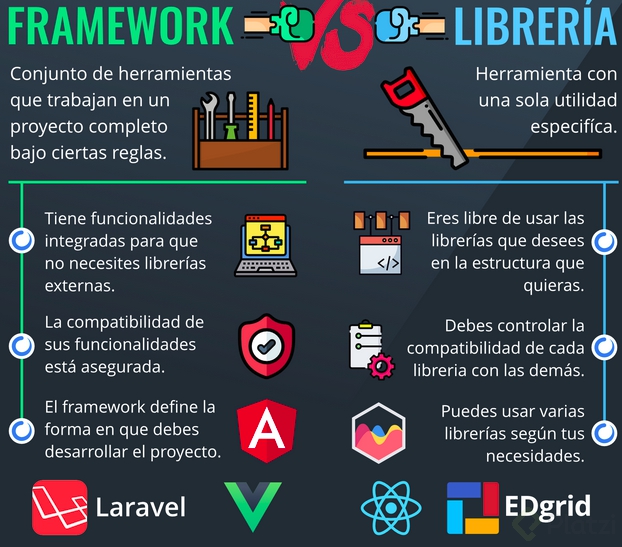 FRAMEWORK
VS
LIBRERÍA
Conjunto de herramientas
que trabajan en un
proyecto completo
bajo ciertas reglas.
Herramienta con
una sola utilidad
especifíca.
Tiene funcionalidades
integradas para que
no necesites librerías
externas.
Eres libre de usar las
librerías que desees
en la estructura que
quieras.
La compatibilidad de
sus funcionalidades
está asegurada.
Debes controlar la
compatibilidad de cada
libreria con las demás.
El framework define la
forma en que debes
desarrollar el proyecto.
Puedes usar varias
librerías según tus
necesidades.
</>
A
Laravel
EDgrid